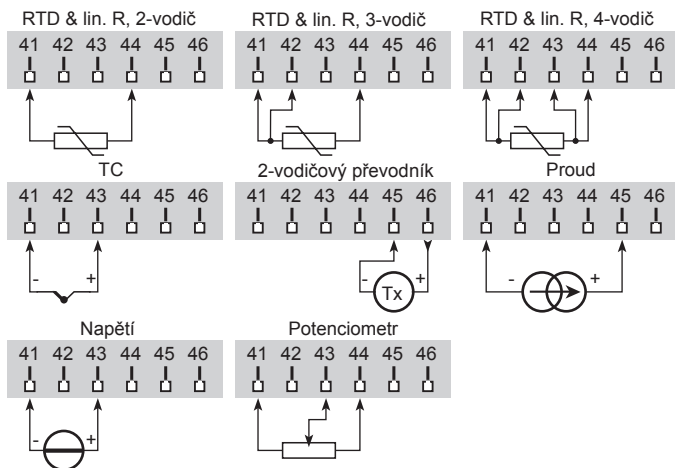 RTD & lin. R, 2-vodič RTD & lin. R, 3-vodič RTD & lin. R, 4-vodič
41 42 43 44 45 46 41 42 43 44 45 46 41 42 43 44 45 46
TC 2-vodičový převodník Proud
41 42 43 44 45 46 41 42 43 44 45 46 41 42 43 44 45 46
- + - Tx + - +
Napětí Potenciometr
41 42 43 44 45 46 41 42 43 44 45 46
- +